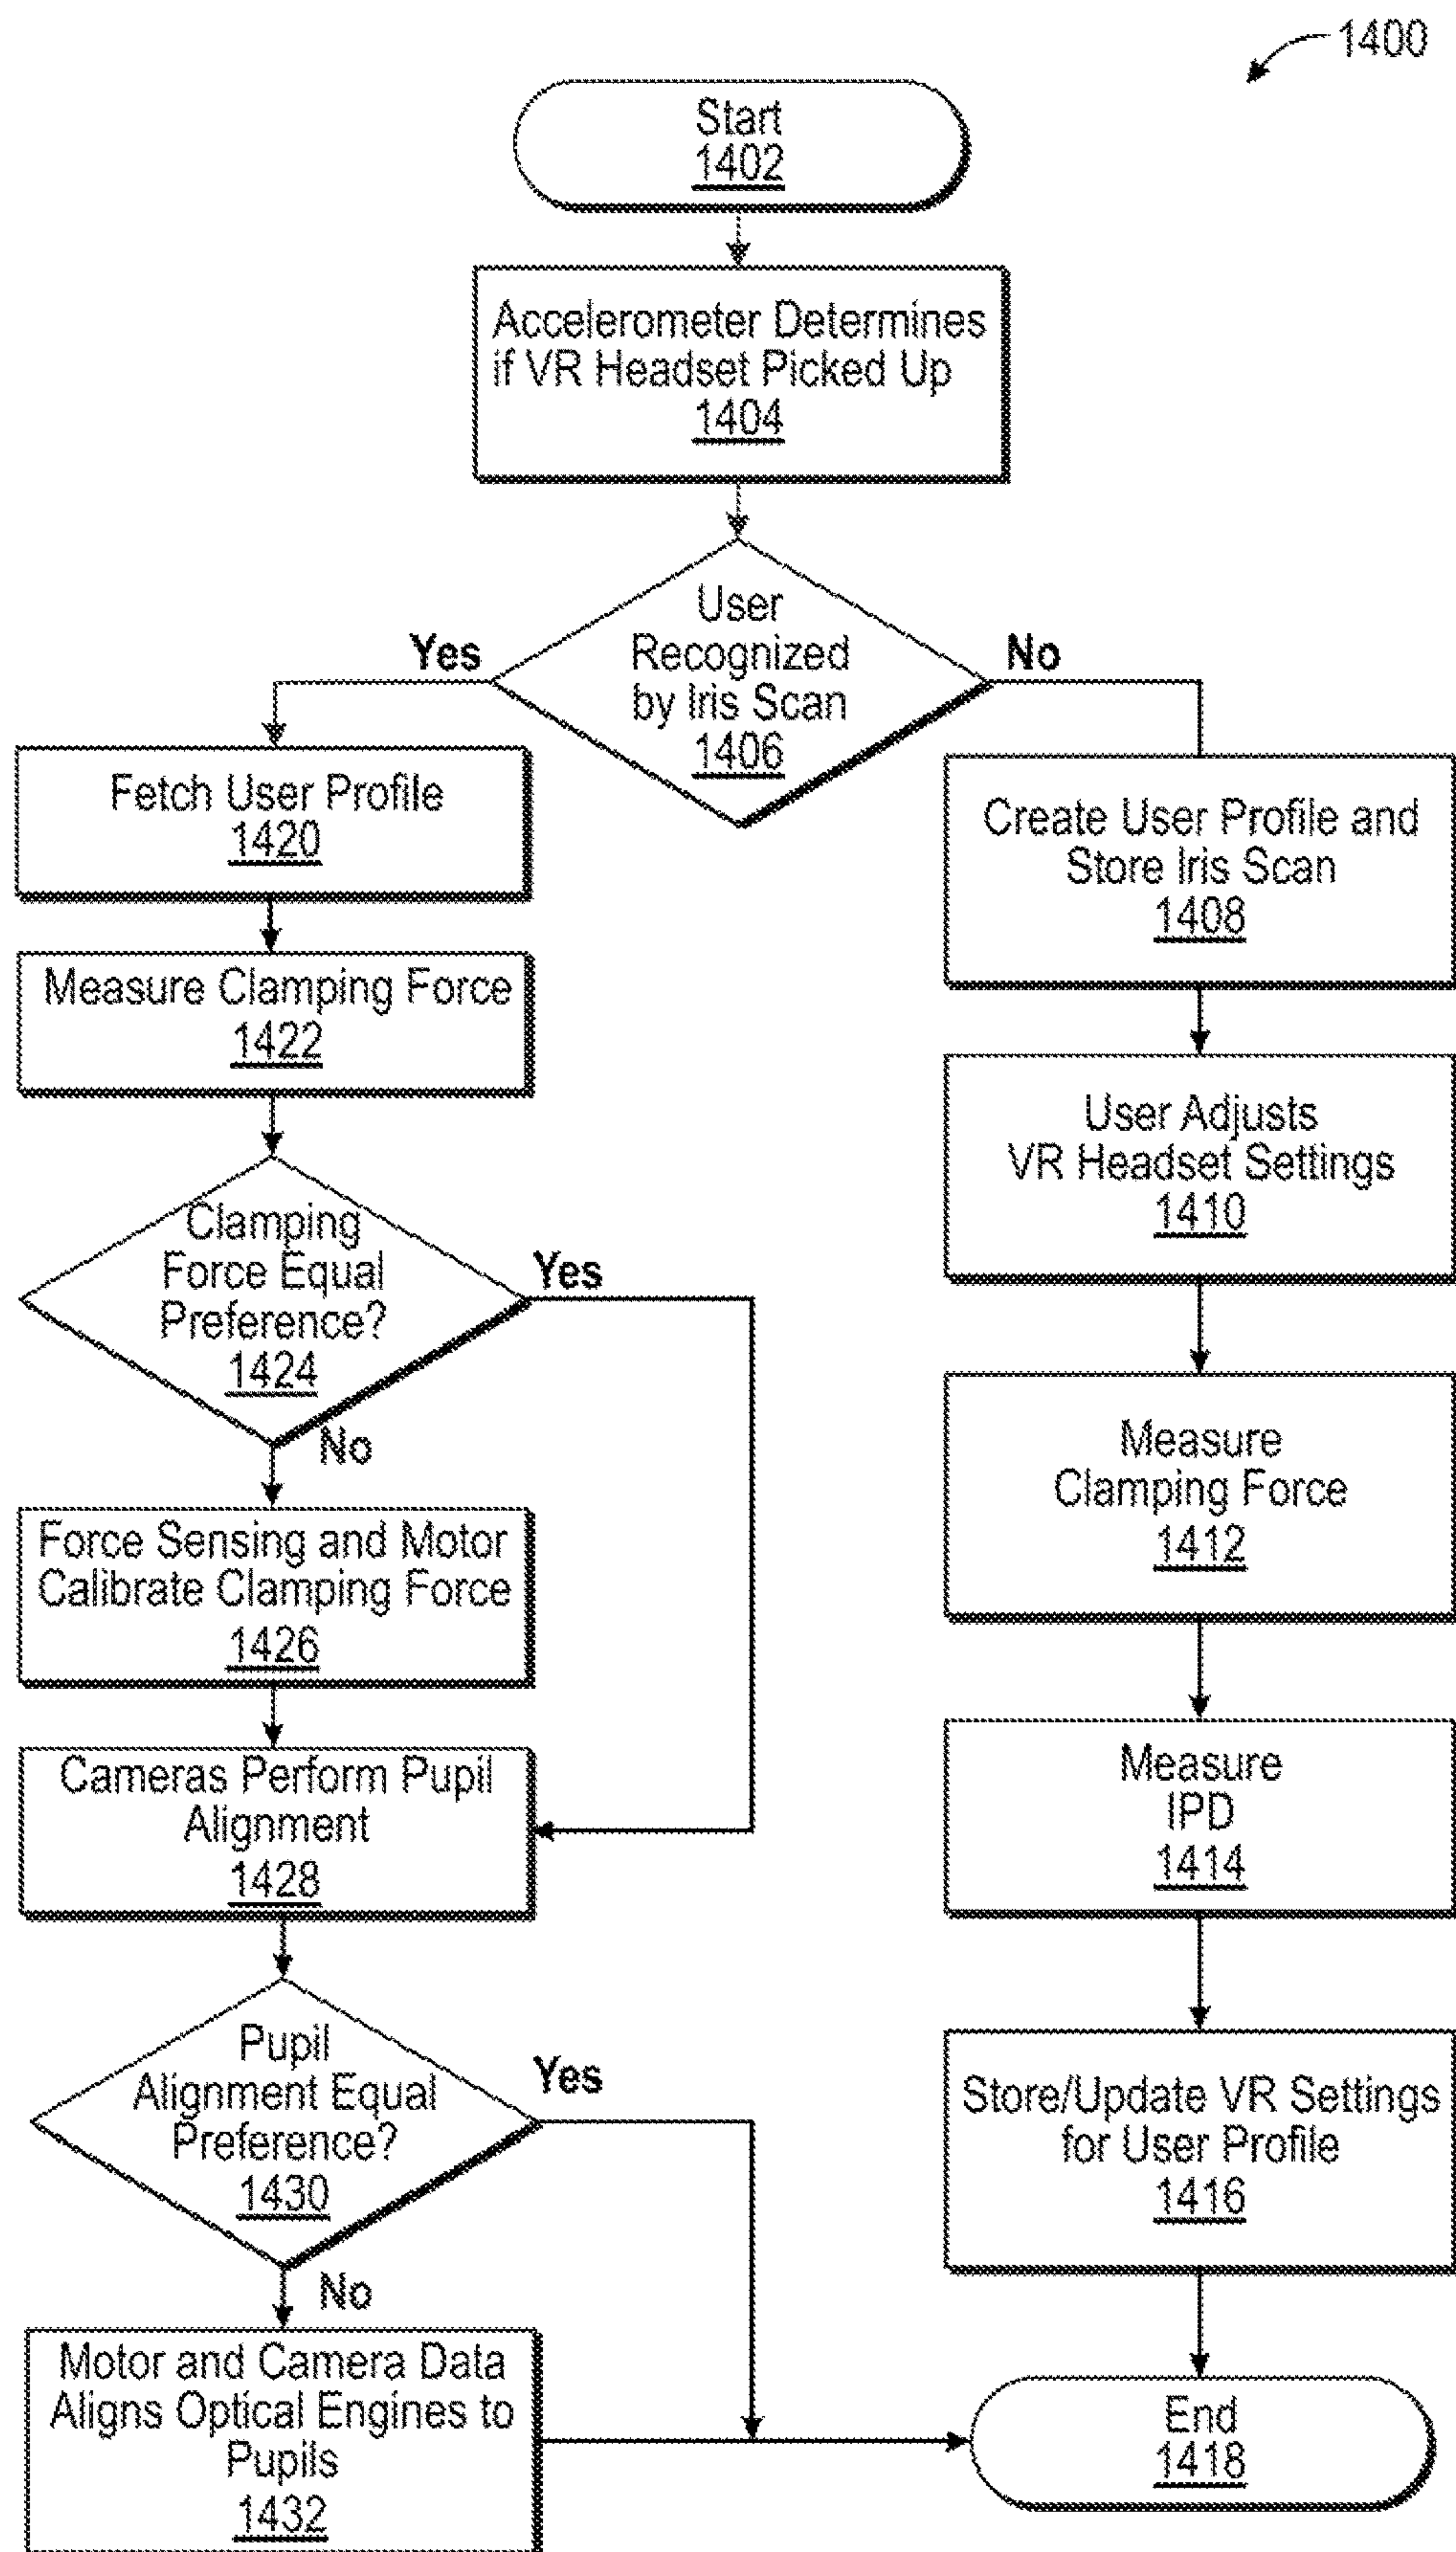 1400
Start
1402
Accelerometer Determines
if VR Headset Picked Up
1404
User
Recognized
by Iris Scan
1406
Yes
No
Fetch User Profile
1420
Measure Clamping Force
1422
Clamping
Force Equal
Preference?
1424
Yes
No
Force Sensing and Motor
Calibrate Clamping Force
1426
Cameras Perform Pupil
Alignment
1428
Pupil
Alignment Equal
Preference?
1430
Yes
No
Motor and Camera Data
Aligns Optical Engines to
Pupils
1432
Create User Profile and
Store Iris Scan
1408
User Adjusts
VR Headset Settings
1410
Measure
Clamping Force
1412
Measure
IPD
1414
Store/Update VR Settings
for User Profile
1416
End
1418